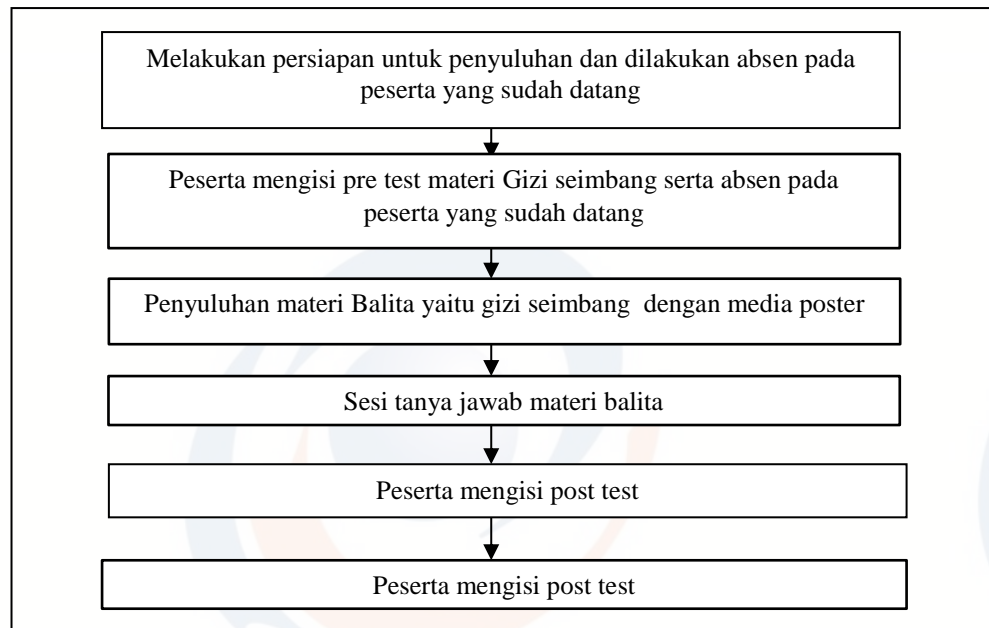 Melakukan persiapan untuk penyuluhan dan dilakukan absen pada
peserta yang sudah datang
Peserta mengisi pre test materi Gizi seimbang serta absen pada
peserta yang sudah datang
Penyuluhan materi Balita yaitu gizi seimbang  dengan media poster
Sesi tanya jawab materi balita
Peserta mengisi post test
Peserta mengisi post test